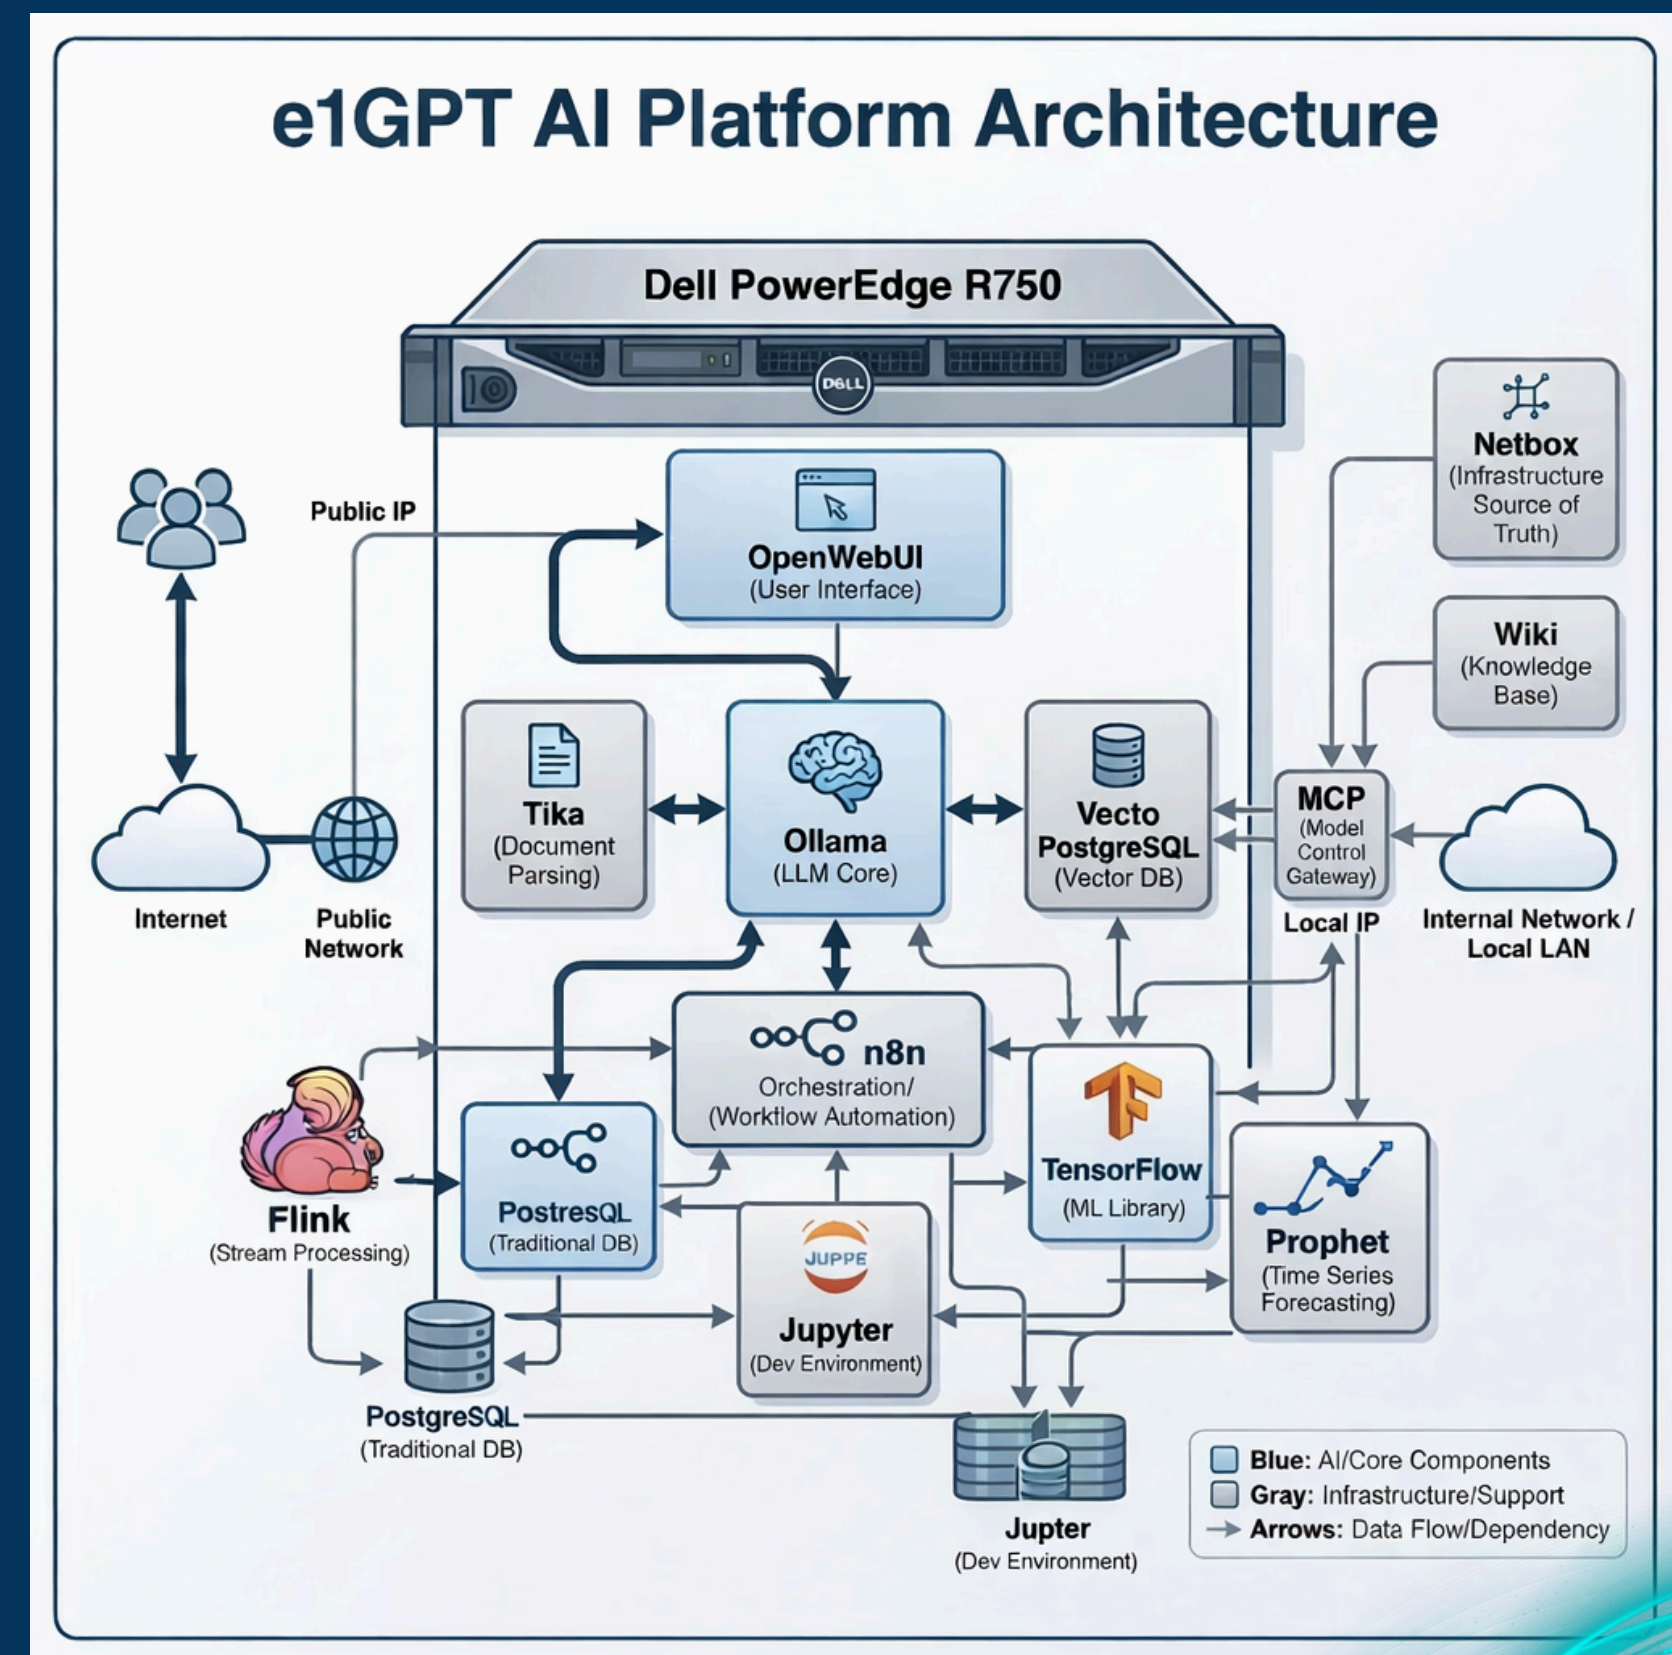 e1GPT AI Platform Architecture
Dell PowerEdge R750
DELL
Netbox
(Infrastructure
Source of
Truth)
Public IP
OpenWebUI
(User Interface)
Wiki
(Knowledge
Base)
Tika
(Document
Parsing)
Ollama
(LLM Core)
Vecto
PostgreSQL
(Vector DB)
MCP
(Model
Control
Gateway)
Local IP
Internet
Public
Network
Internal Network /
Local LAN
n8n
Orchestration/
(Workflow Automation)
Flink
(Stream Processing)
PostresQL
(Traditional DB)
TensorFlow
(ML Library)
JUPPE
Jupyter
(Dev Environment)
Prophet
(Time Series
Forecasting)
PostgreSQL
(Traditional DB)
Jupter
(Dev Environment)
Blue: AI/Core Components
Gray: Infrastructure/Support
Arrows: Data Flow/Dependency